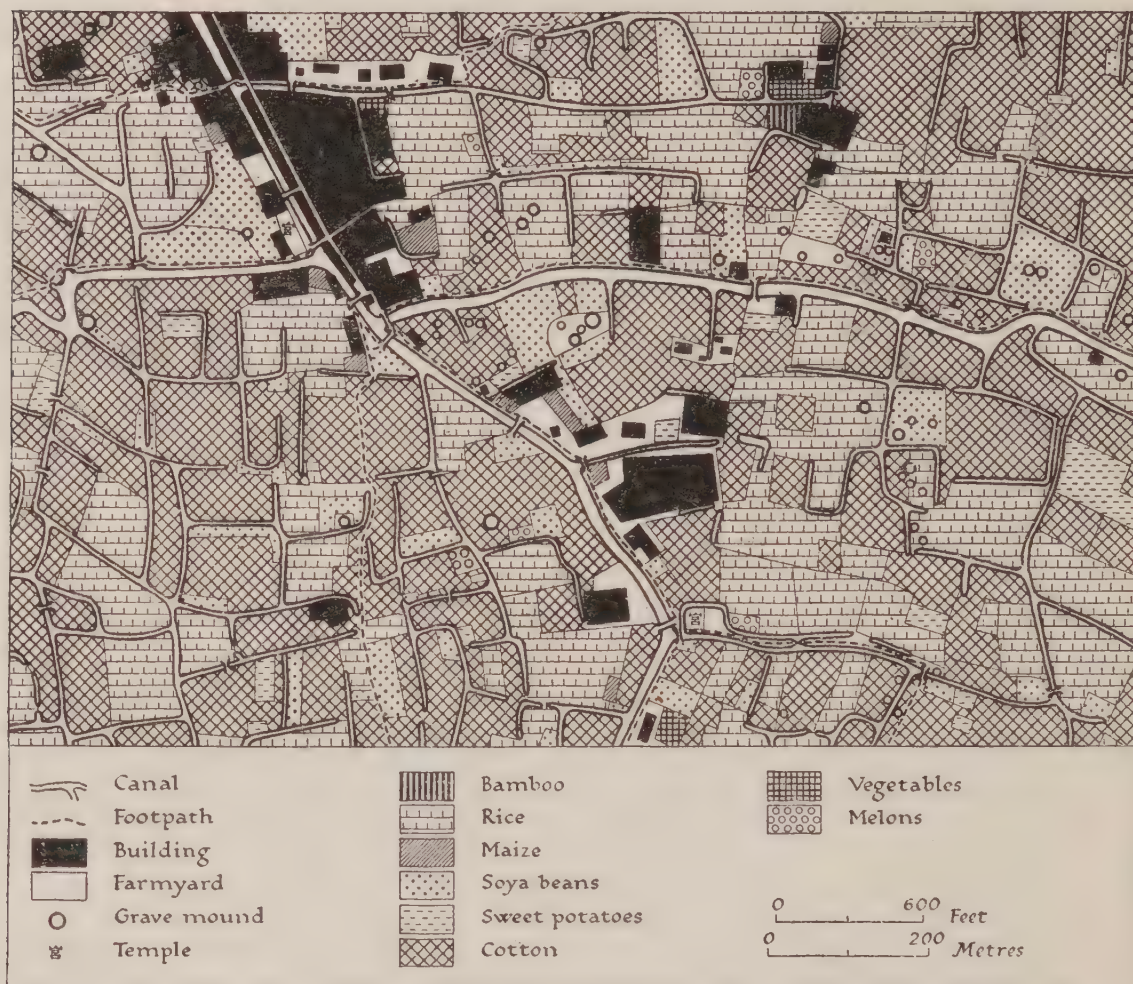 Canal
Footpath
Building
Farmyard
Grave mound
Temple
Bamboo
Rice
Maize
Soya beans
Sweet potatoes
Cotton
Vegetables
Melons
0 600 Feet
0 200 Metres